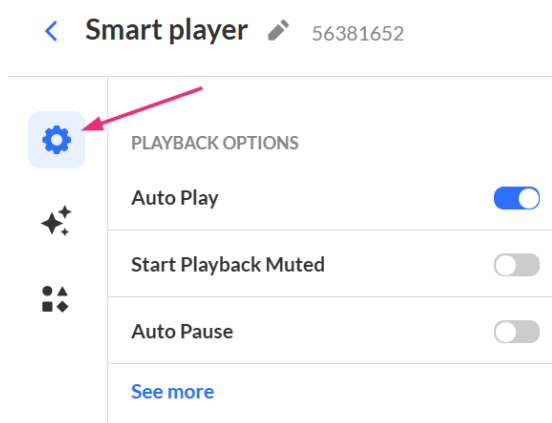 Smart player 56381652
PLAYBACK OPTIONS
Auto Play
Start Playback Muted
Auto Pause
See more